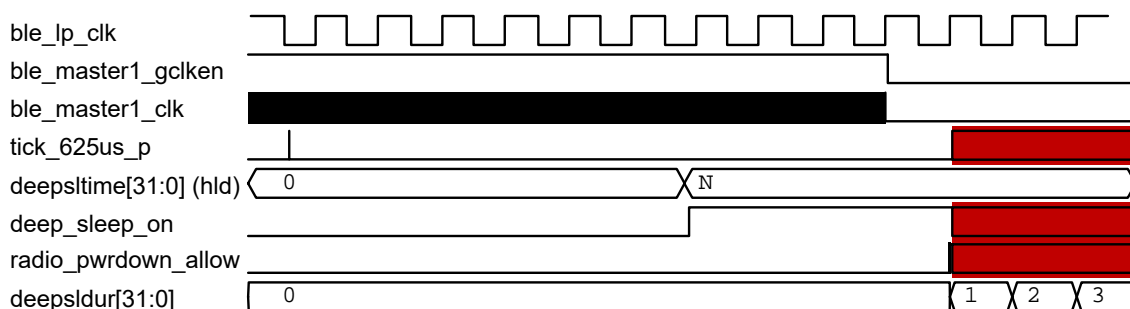 ble_lp_clk
ble_master1_gclken
ble_master1_clk
tick_625us_p
deepsltime[31:0] (hld) 0 N
deep_sleep_on
radio_pwrdown_allow
deepsldur[31:0] 0 1 2 3